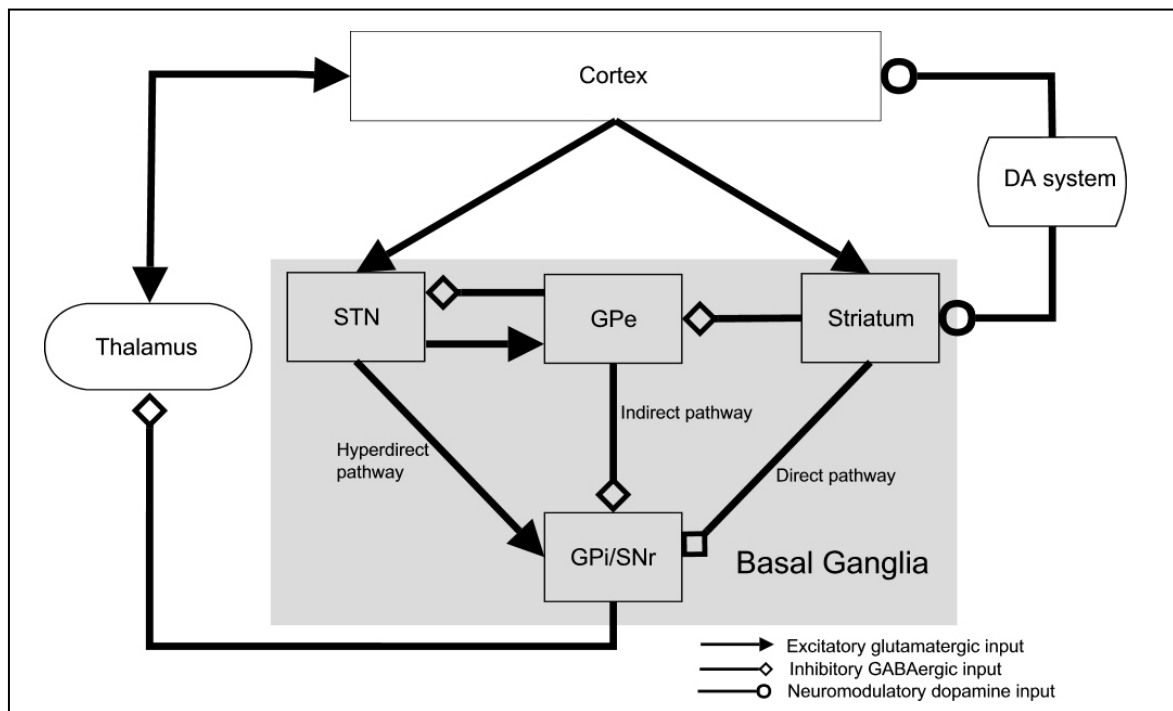 Cortex
DA system
STN
GPe
Striatum
Thalamus
Indirect pathway
Hyperdirect
pathway
Direct pathway
GPi/SNr
Basal Ganglia
Excitatory glutamatergic input
Inhibitory GABAergic input
Neuromodulatory dopamine input